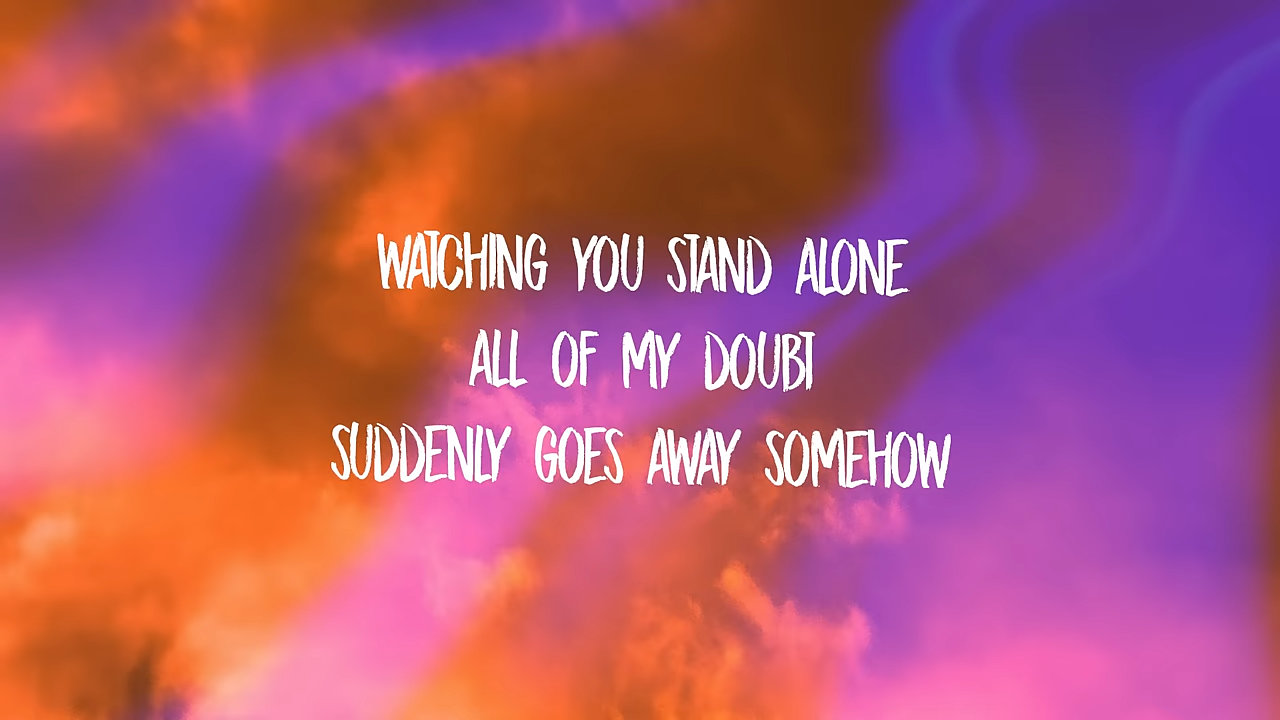 WATCHING YOU STAND ALONE
ALL OF MY DOUBT
SUDDENLY GOES AWAY SOMEHOW